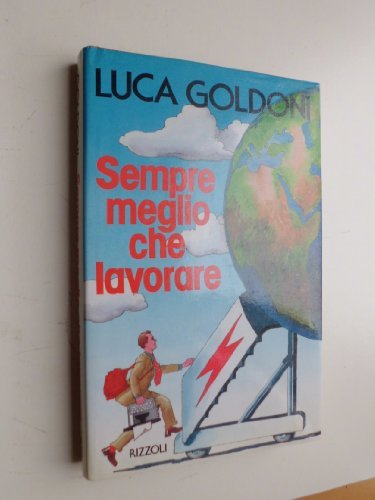 LUCA GOLDONI
Sempre
meglio
che
lavorare
RIZZOLI